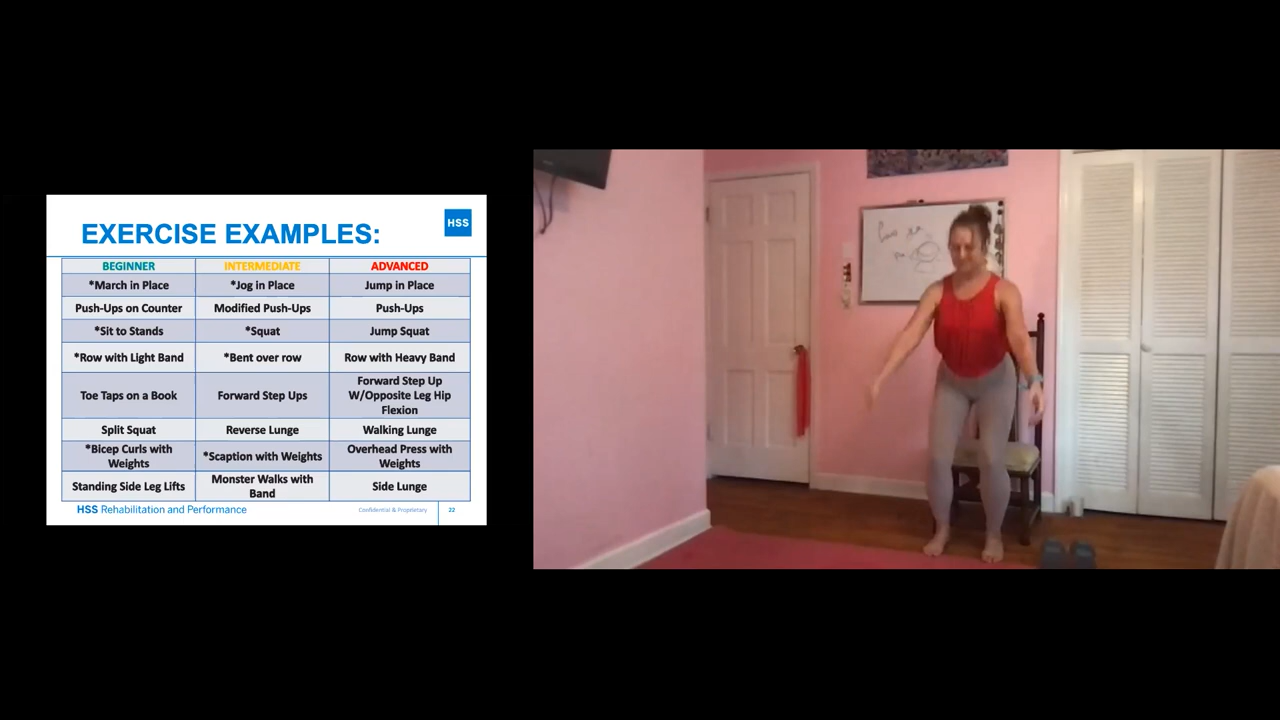 EXERCISE EXAMPLES:
HSS
BEGINNER INTERMEDIATE ADVANCED
*March in Place *Jog in Place Jump in Place
Push-Ups on Counter Modified Push-Ups Push-Ups
*Sit to Stands *Squat Jump Squat
*Row with Light Band *Bent over row Row with Heavy Band
Toe Taps on a Book Forward Step Ups Forward Step Up
W/Opposite Leg Hip
Flexion
Split Squat Reverse Lunge Walking Lunge
*Bicep Curls with
Weights
*Scaption with Weights
Overhead Press with
Weights
Standing Side Leg Lifts
Monster Walks with
Band
Side Lunge
HSS Rehabilitation and Performance
Confidential & Proprietary
22